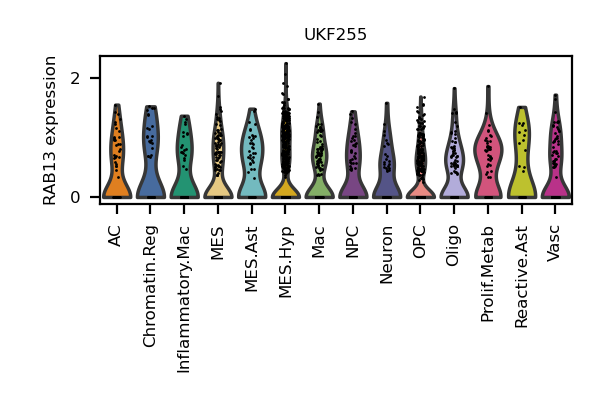 UKF255
RAB13 expression
2
0
AC
Chromatin.Reg
Inflammatory.Mac
MES
MES.Ast
MES.Hyp
Mac
NPC
Neuron
OPC
Oligo
Prolif.Metab
Reactive.Ast
Vasc